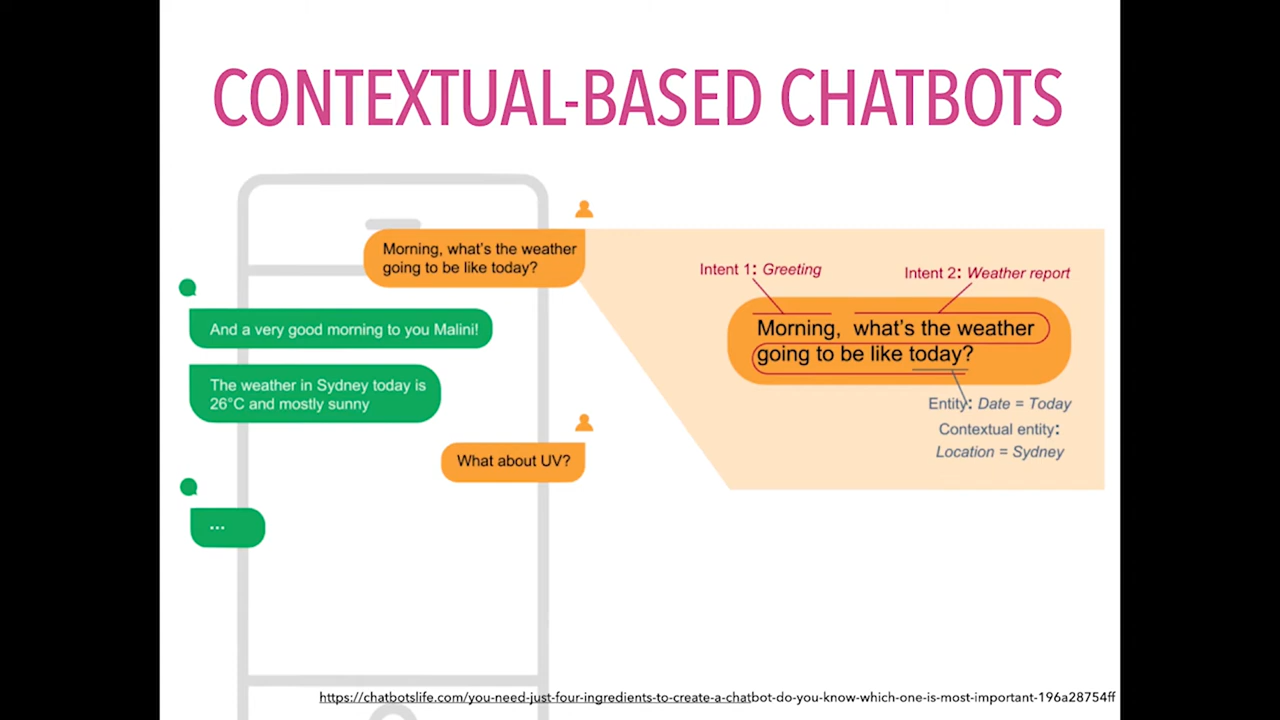 CONTEXTUAL-BASED CHATBOTS
Morning, what's the weather
going to be like today?
And a very good morning to you Malini!
The weather in Sydney today is
26°C and mostly sunny
What about UV?
...
Intent 1: Greeting
Intent 2: Weather report
Morning, what's the weather
going to be like today?
Entity: Date = Today
Contextual entity:
Location = Sydney
https://chatbotslife.com/you-need-just-four-ingredients-to-create-a-chatbot-do-you-know-which-one-is-most-important-196a28754ff